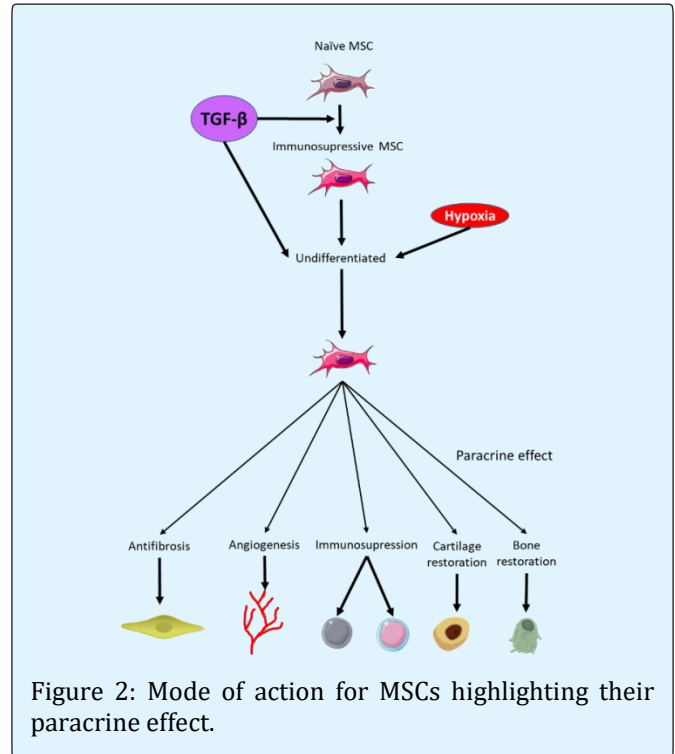 Naïve MSC
TGF-β
Immunosupressive MSC
Hypoxia
Undifferentiated
Paracrine effect
Antifibrosis
Angiogenesis
Immunosupression
Cartilage
restoration
Bone
restoration
Figure 2: Mode of action for MSCs highlighting their
paracrine effect.